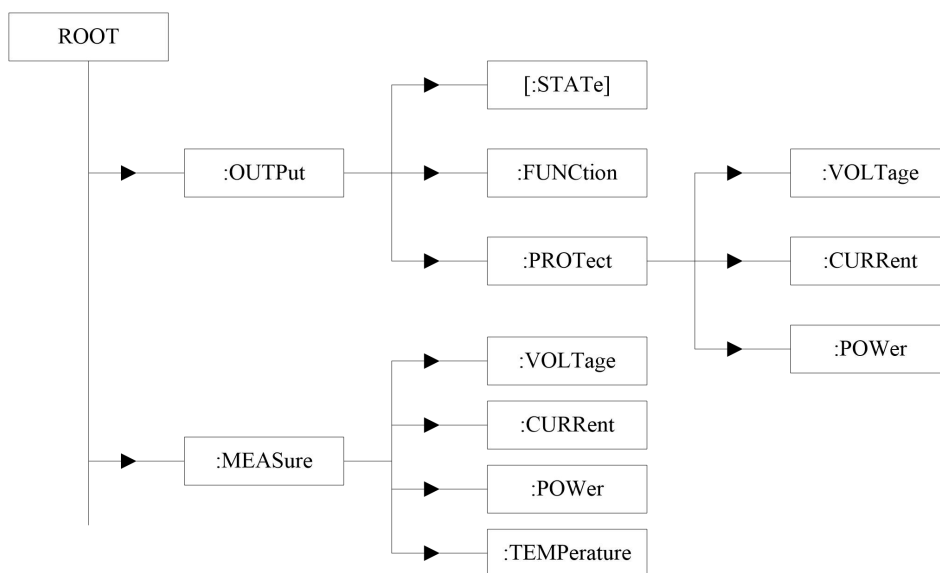 ROOT
:OUTPut
[:STATe]
:FUNCtion
:PROTect
:VOLTage
:CURRent
:POWer
:MEASure
:VOLTage
:CURRent
:POWer
:TEMPerature